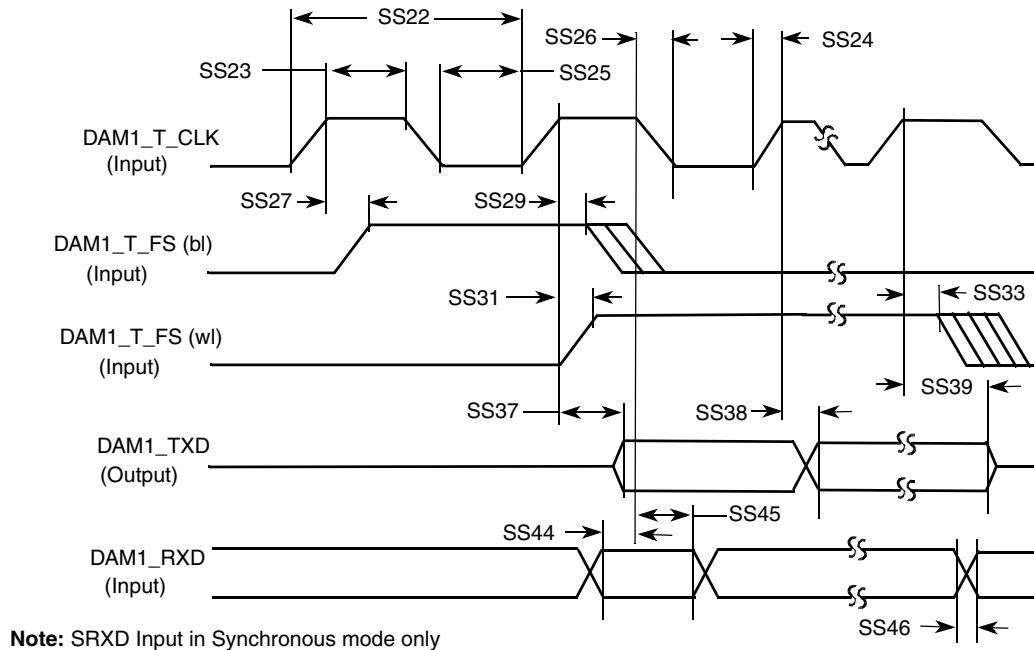 SS22
SS26
SS24
SS23
SS25
DAM1_T_CLK
(Input)
SS27
SS29
DAM1_T_FS (bl)
(Input)
SS31
SS33
DAM1_T_FS (wl)
(Input)
SS39
SS37
SS38
DAM1_TXD
(Output)
SS45
SS44
DAM1_RXD
(Input)
SS46
Note: SRXD Input in Synchronous mode only